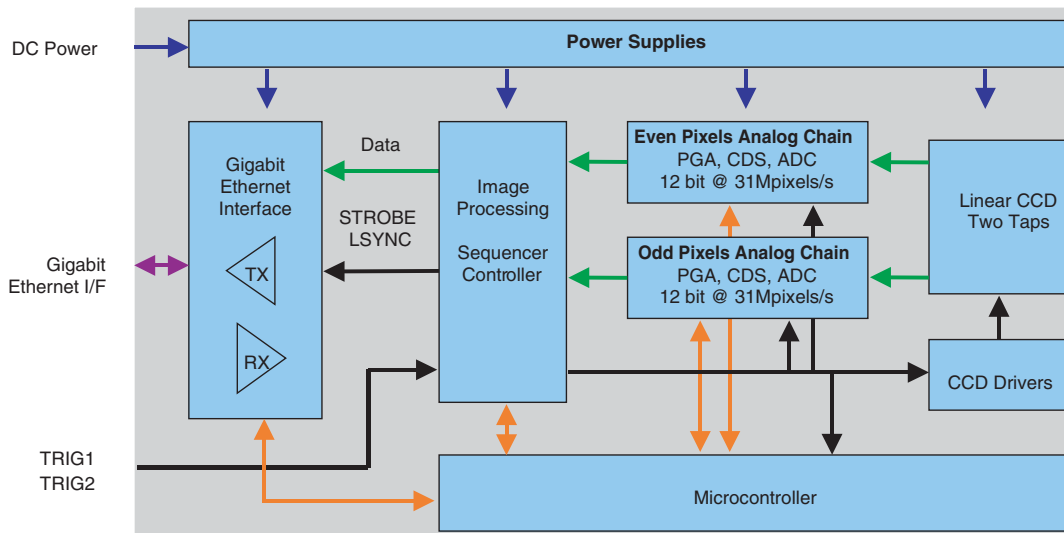 DC Power
Power Supplies
Gigabit
Ethernet
Interface
TX
RX
Data
STROBE
LSYNC
Image
Processing
Sequencer
Controller
Even Pixels Analog Chain
PGA, CDS, ADC
12 bit @ 31Mpixels/s
Odd Pixels Analog Chain
PGA, CDS, ADC
12 bit @ 31Mpixels/s
Linear CCD
Two Taps
CCD Drivers
Gigabit
Ethernet I/F
TRIG1
TRIG2
Microcontroller